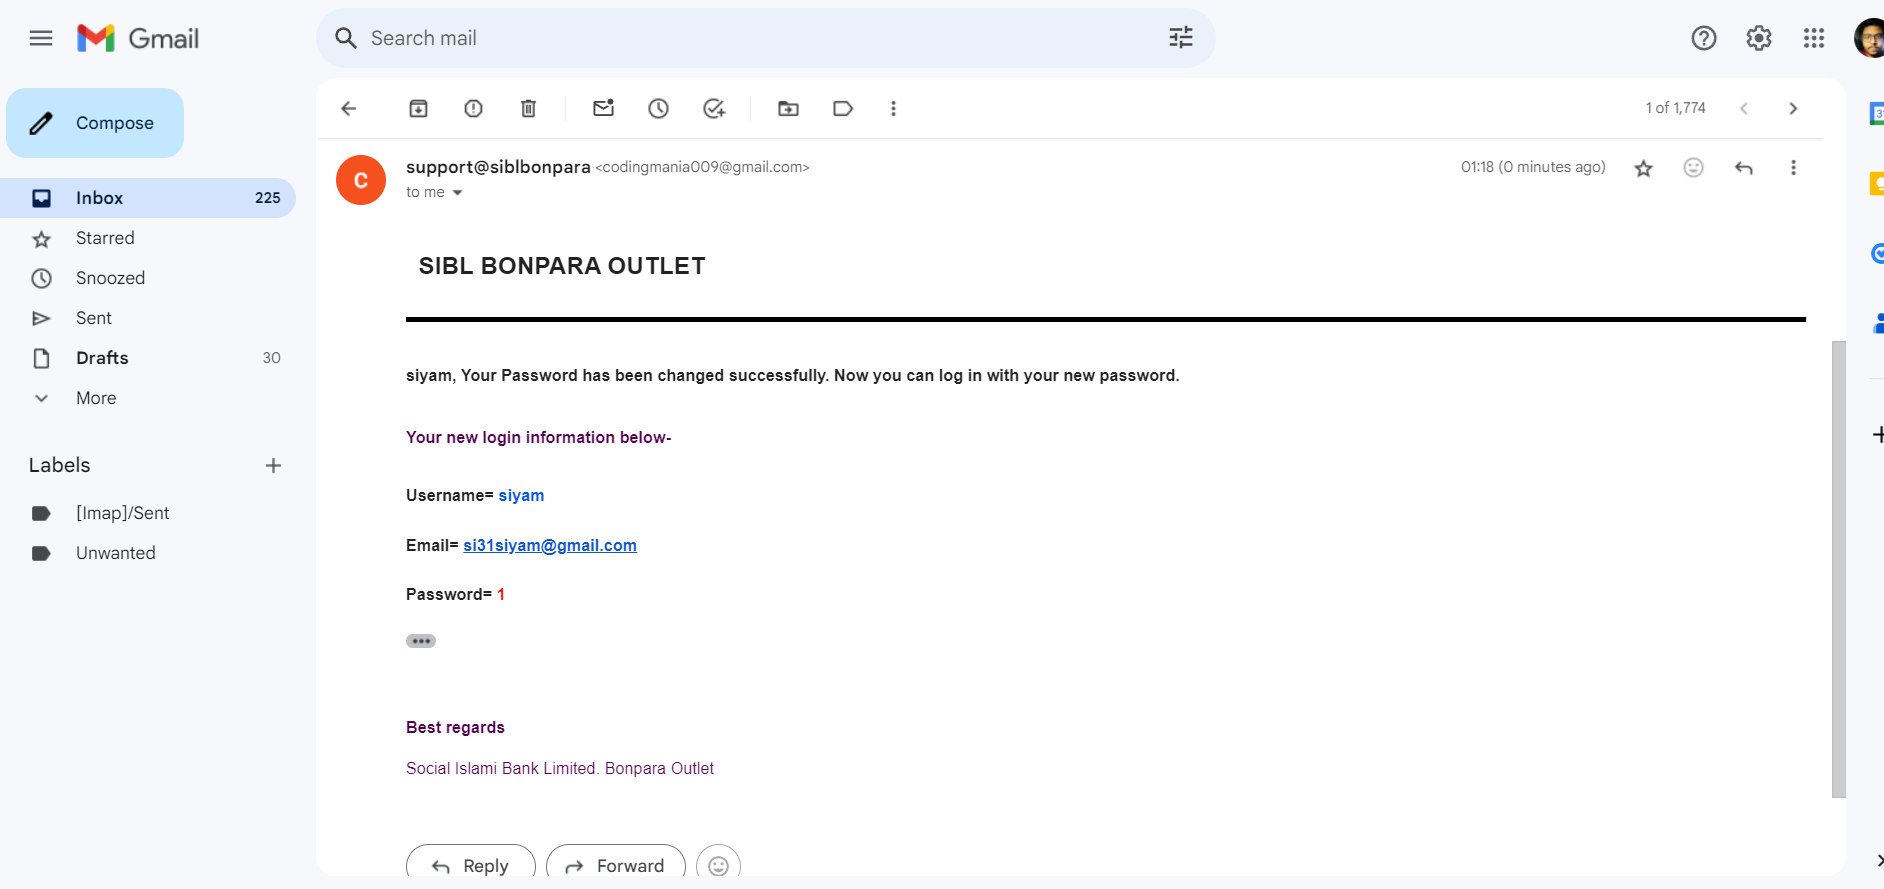 Gmail
Search mail
Compose
Inbox 225
Starred
Snoozed
Sent
Drafts 30
More
Labels
[Imap]/Sent
Unwanted
1 of 1,774
C
support@siblbonpara <codingmania009@gmail.com>
01:18 (0 minutes ago)
to me
SIBL BONPARA OUTLET
siyam, Your Password has been changed successfully. Now you can log in with your new password.
Your new login information below-
Username= siyam
Email= si31siyam@gmail.com
Password= 1
Best regards
Social Islami Bank Limited. Bonpara Outlet
Reply
Forward